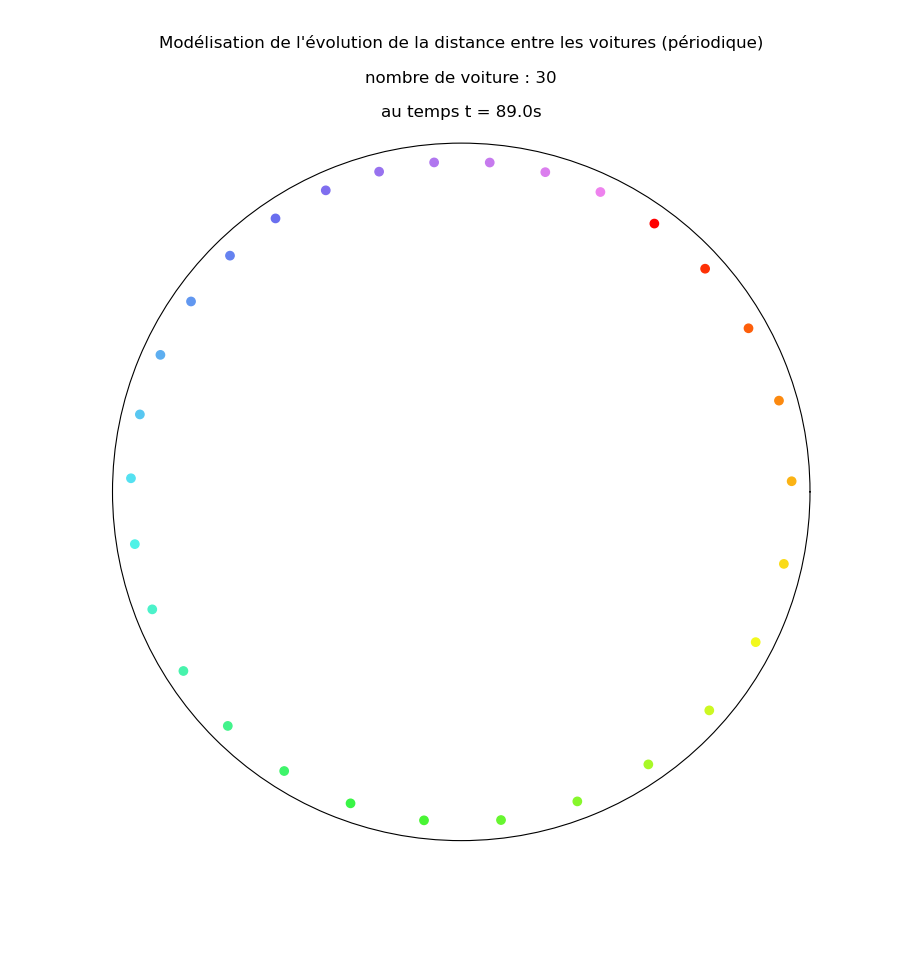 Modélisation de l'évolution de la distance entre les voitures (périodique)
nombre de voiture : 30
au temps t = 89.0s